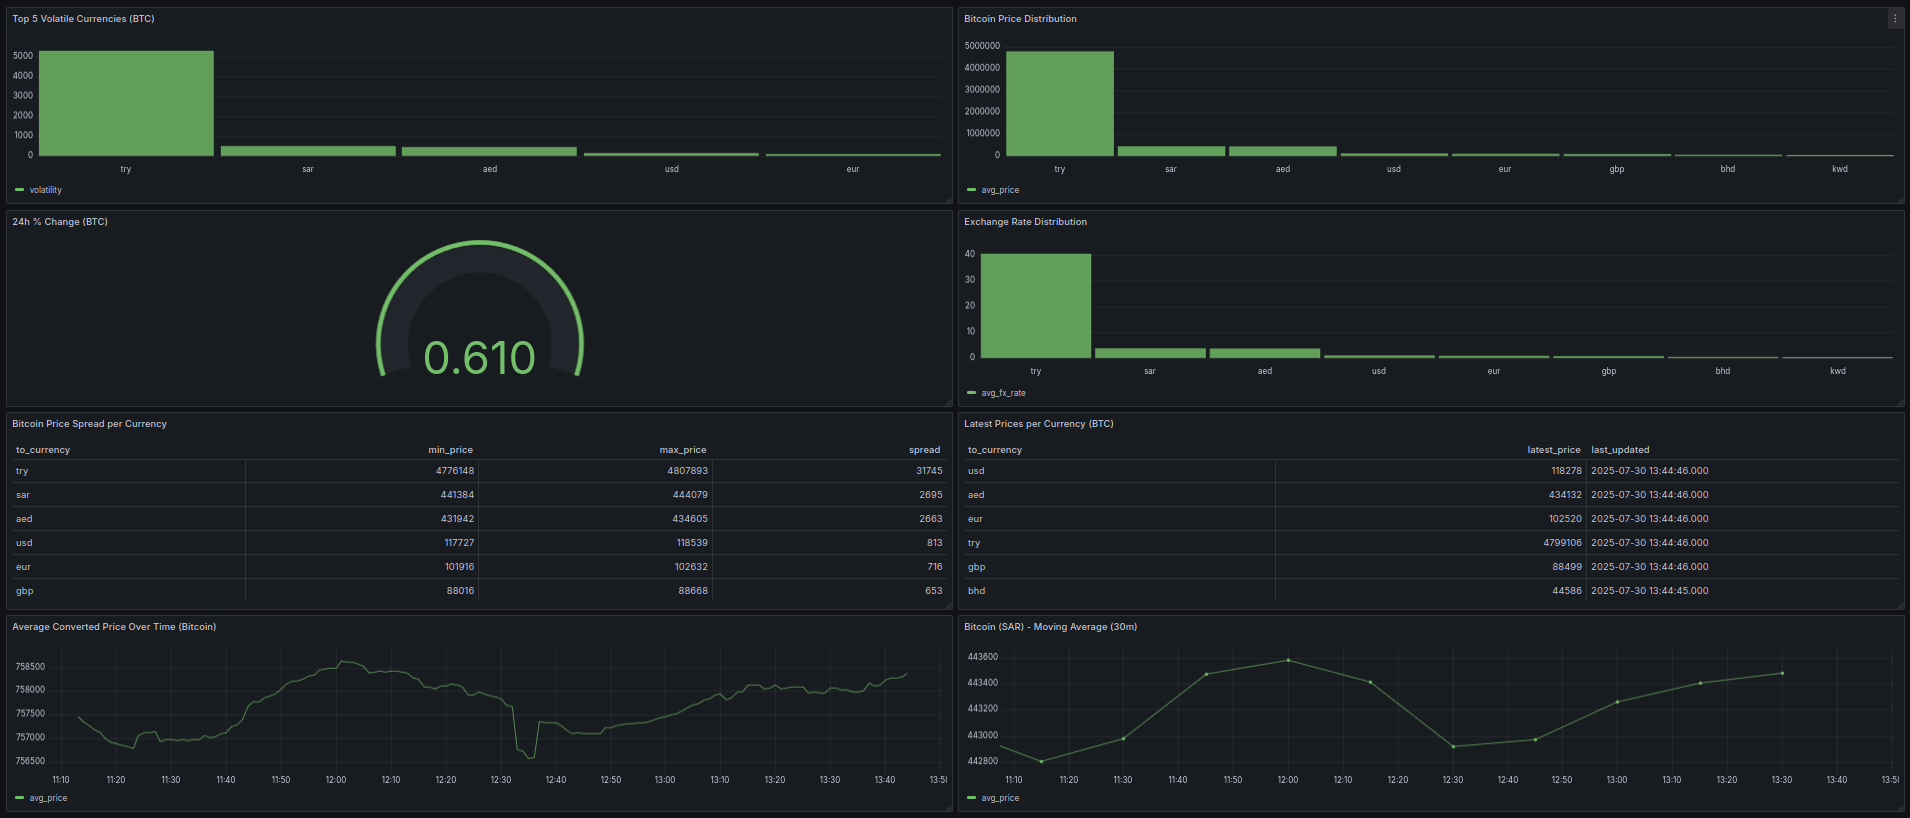 Top 5 Volatile Currencies (BTC)
5000
4000
3000
2000
1000
0
try sar aed usd eur
volatility
Bitcoin Price Distribution
5000000
4000000
3000000
2000000
1000000
0
try sar aed usd eur gbp bhd kwd
avg_price
24h % Change (BTC)
0.610
Exchange Rate Distribution
40
30
20
10
0
try sar aed usd eur gbp bhd kwd
avg_fx_rate
Bitcoin Price Spread per Currency
to_currency min_price max_price spread
try 4776148 4807893 31745
sar 441384 444079 2695
aed 431942 434605 2663
usd 117727 118539 813
eur 101916 102632 716
gbp 88016 88668 653
Latest Prices per Currency (BTC)
to_currency latest_price last_updated
usd 118278 2025-07-30 13:44:46.000
aed 434132 2025-07-30 13:44:46.000
eur 102520 2025-07-30 13:44:46.000
try 4799106 2025-07-30 13:44:46.000
gbp 88499 2025-07-30 13:44:46.000
bhd 44586 2025-07-30 13:44:45.000
Average Converted Price Over Time (Bitcoin)
758500
758000
757500
757000
756500
11:10 11:20 11:30 11:40 11:50 12:00 12:10 12:20 12:30 12:40 12:50 13:00 13:10 13:20 13:30 13:40 13:50
avg_price
Bitcoin (SAR) - Moving Average (30m)
443600
443400
443200
443000
442800
11:10 11:20 11:30 11:40 11:50 12:00 12:10 12:20 12:30 12:40 12:50 13:00 13:10 13:20 13:30 13:40 13:50
avg_price